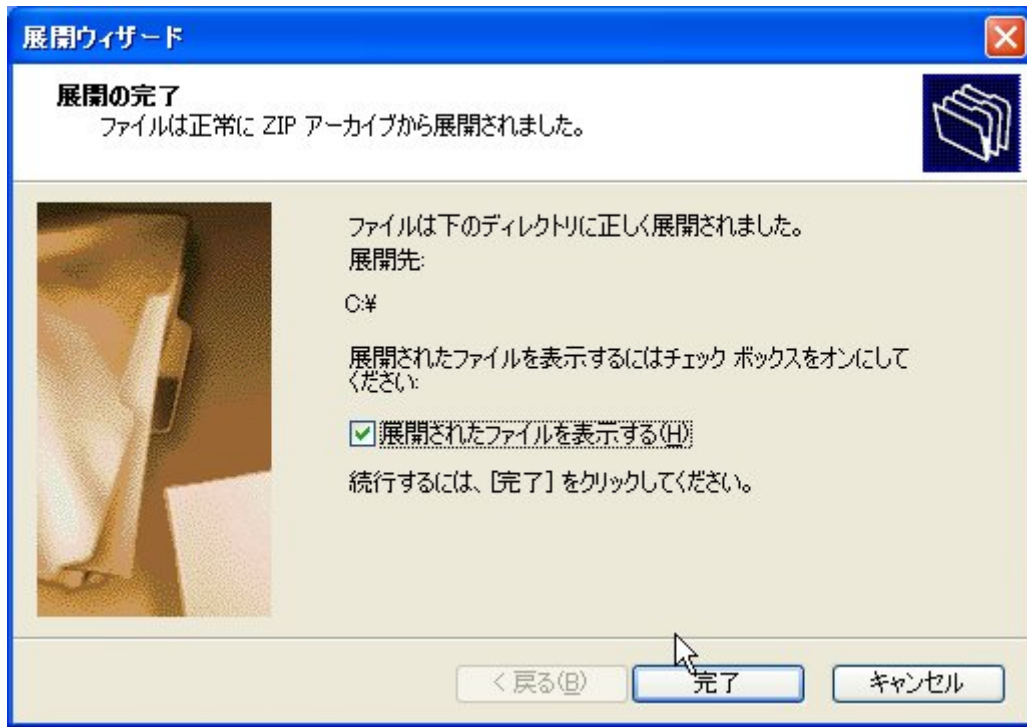 展開ウィザード
展開の完了
ファイルは正常に ZIP アーカイブから展開されました。
ファイルは下のディレクトリに正しく展開されました。
展開先:
C:¥
展開されたファイルを表示するにはチェック ボックスをオンにして
ください:
展開されたファイルを表示する(H)
続行するには、[完了] をクリックしてください。
< 戻る(B)
完了
キャンセル